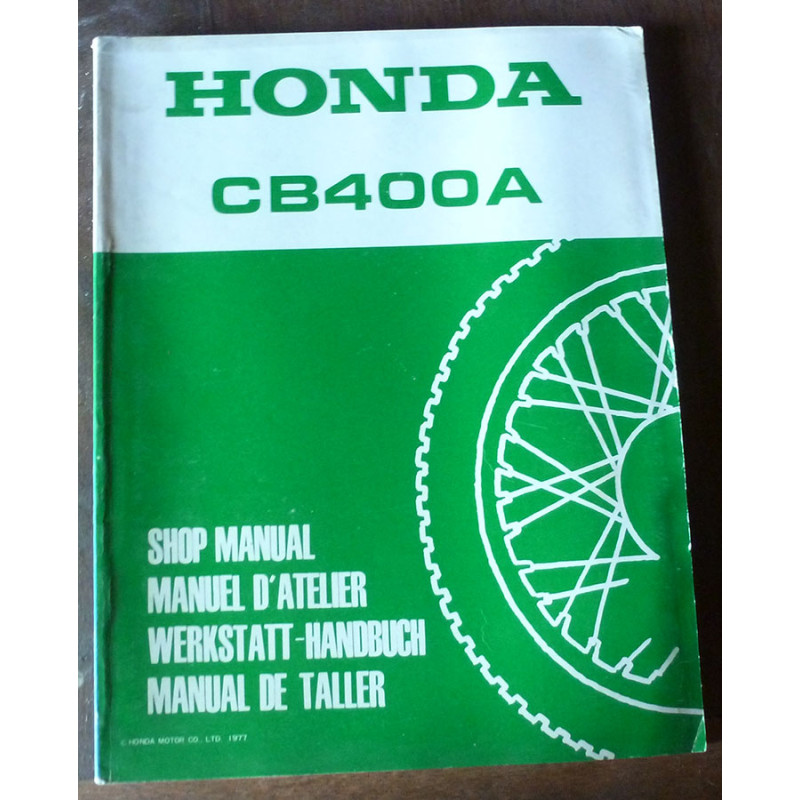 HONDA
CB400A
SHOP MANUAL
MANUEL D'ATELIER
WERKSTATT-HANDBUCH
MANUAL DE TALLER
© HONDA MOTOR CO., LTD. 1977